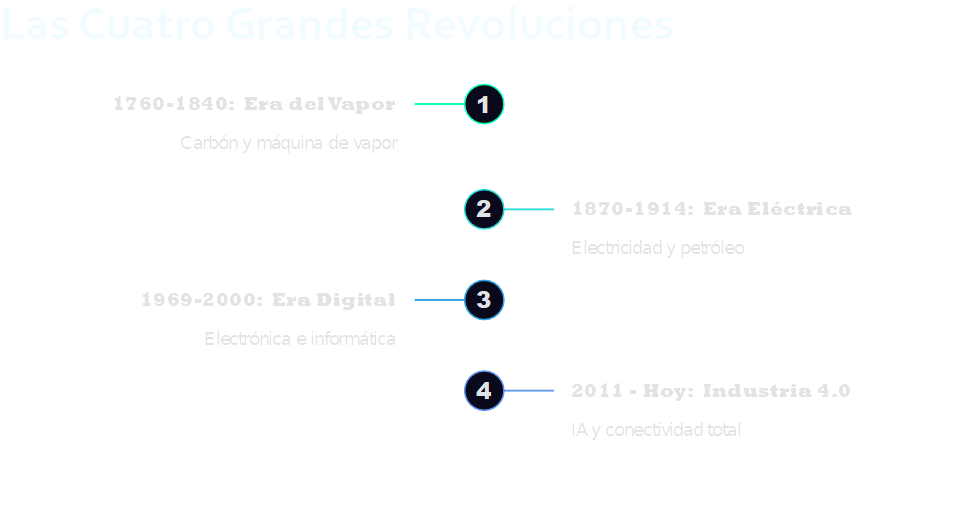 Las Cuatro Grandes Revoluciones
1760-1840: Era del Vapor
1
Carbón y máquina de vapor
2
1870-1914: Era Eléctrica
Electricidad y petróleo
1969-2000: Era Digital
3
Electrónica e informática
4
2011 - Hoy: Industria 4.0
IA y conectividad total